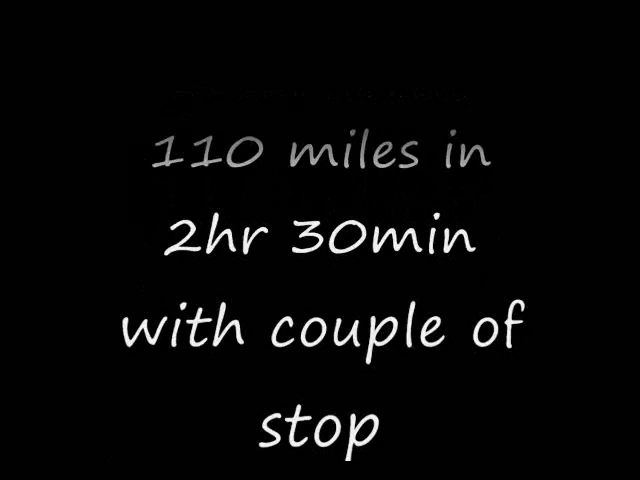 110 miles in
2hr 30min
with couple of
stop